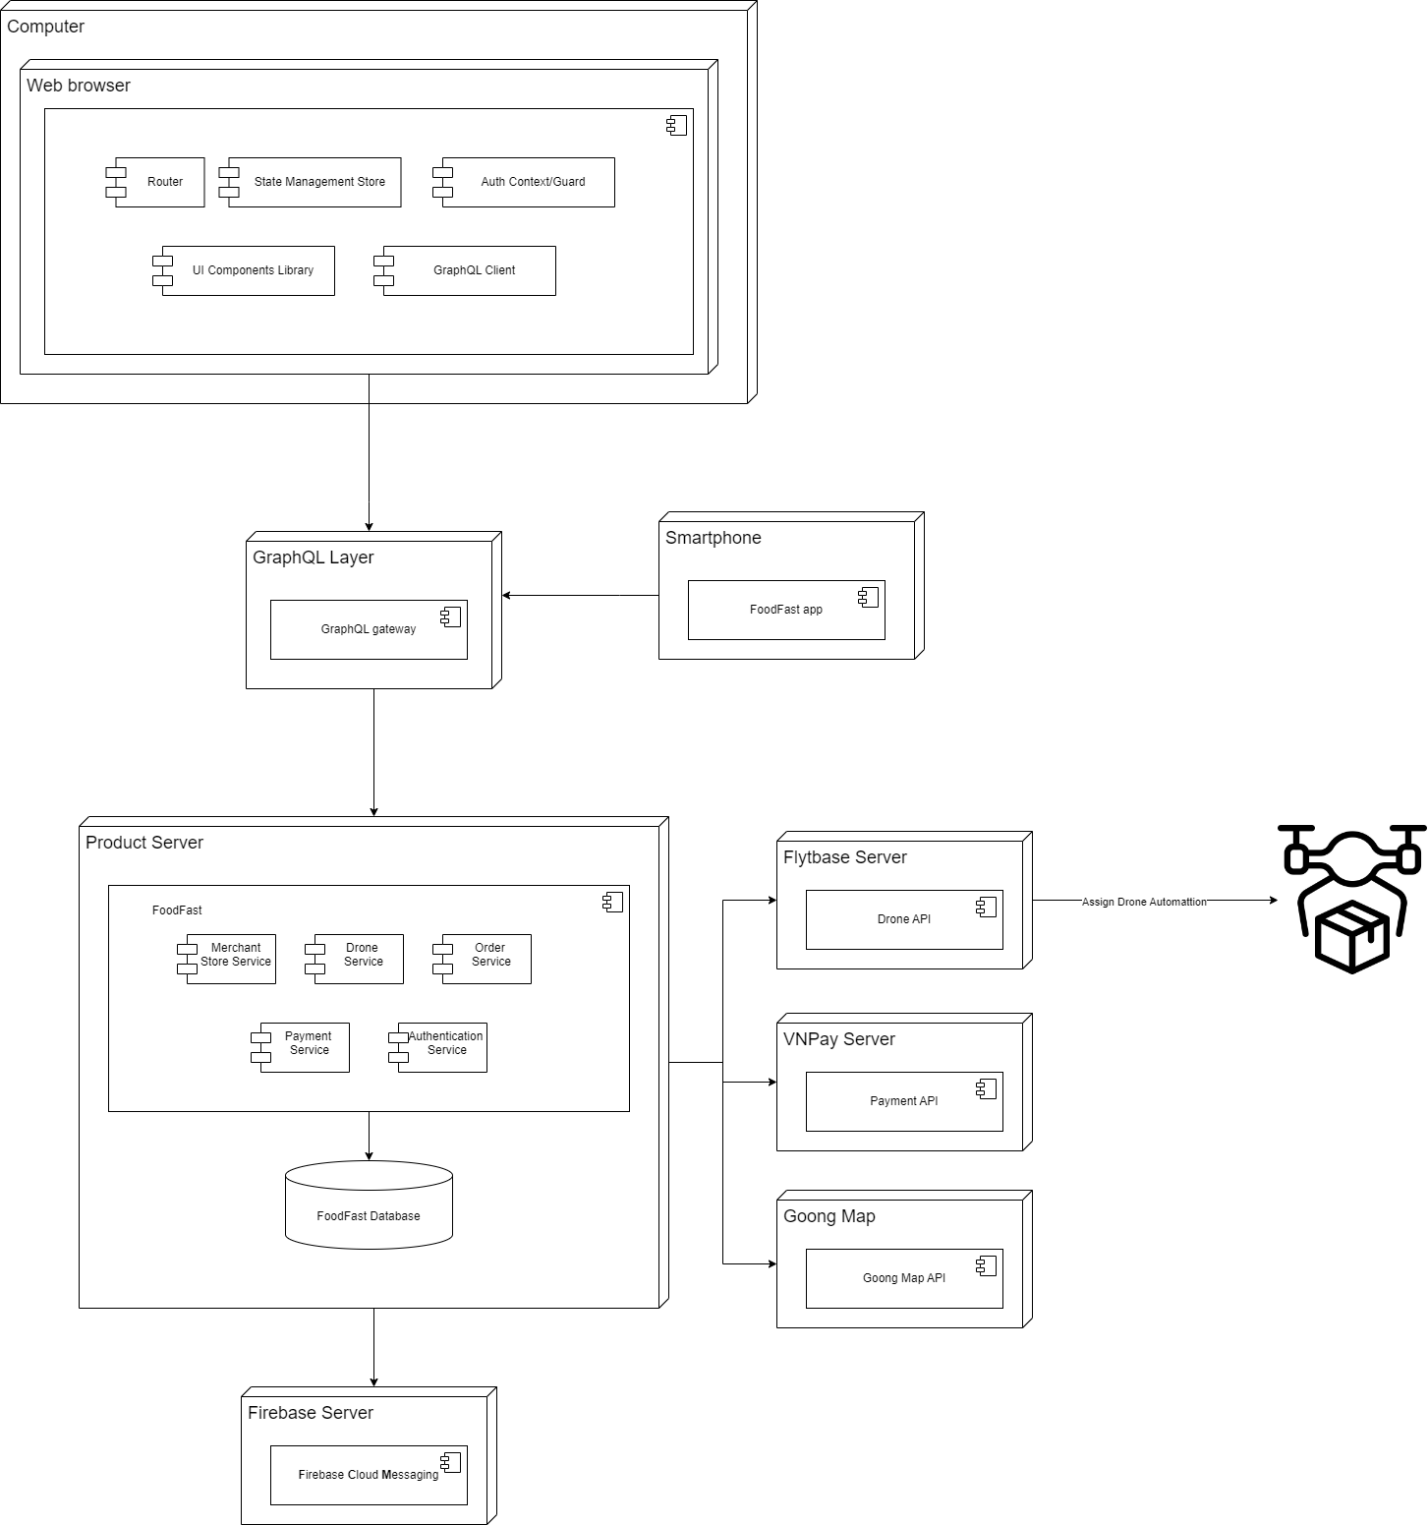 Computer
Web browser
Router
State Management Store
Auth Context/Guard
UI Components Library
GraphQL Client
GraphQL Layer
GraphQL gateway
Smartphone
FoodFast app
Product Server
FoodFast
Merchant
Store Service
Drone
Service
Order
Service
Payment
Service
Authentication
Service
FoodFast Database
Flytbase Server
Drone API
Assign Drone Automattion
VNPay Server
Payment API
Goong Map
Goong Map API
Firebase Server
Firebase Cloud Messaging